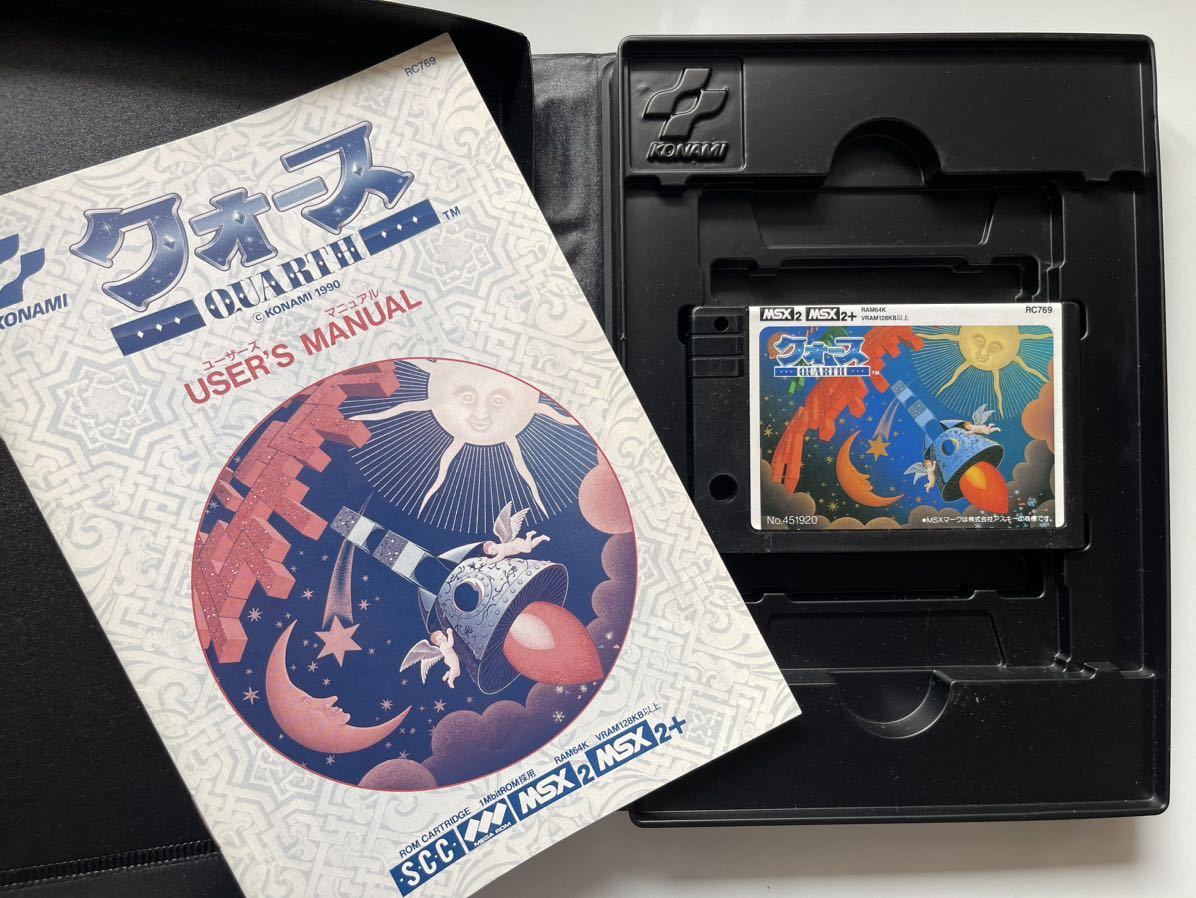 RC769
クォース
QUARTH
TM
KONAMI
© KONAMI 1990
ユーザーズ マニュアル
USER'S MANUAL
ROM CARTRIDGE 1MbitROM採用 RAM64K VRAM128KB以上
S·C·C MEGA ROM MSX 2 MSX 2+
KONAMI
MSX 2 MSX 2+ RAM64K VRAM128KB以上 RC769
クォース
QUARTH
TM
No.451920
●MSXマークは株式会社アスキーの商標です。